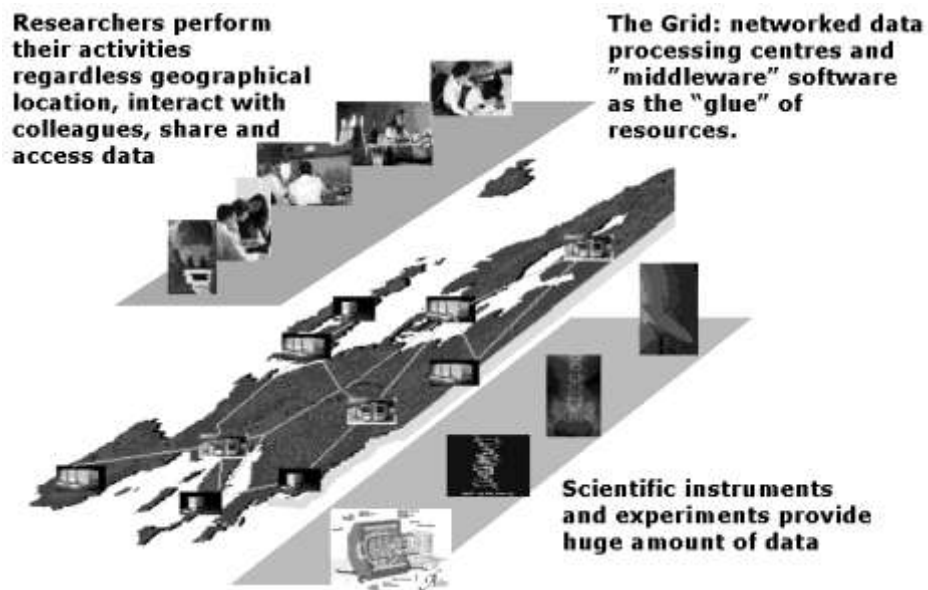 Researchers perform
their activities
regardless geographical
location, interact with
colleagues, share and
access data
The Grid: networked data
processing centres and
”middleware” software
as the “glue” of
resources.
Scientific instruments
and experiments provide
huge amount of data